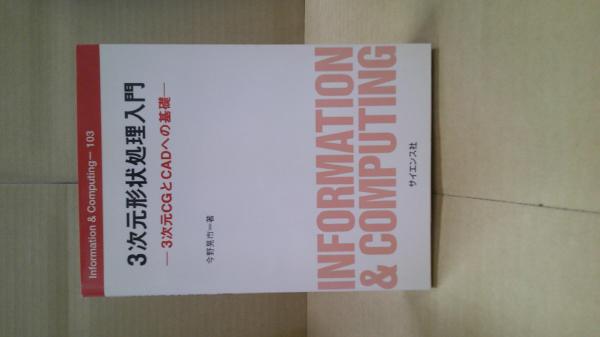 Information & Computing ー 103
3次元形状処理入門
―3次元CGとCADへの基礎―
今野晃市=著
INFORMATION
& COMPUTING
サイエンス社